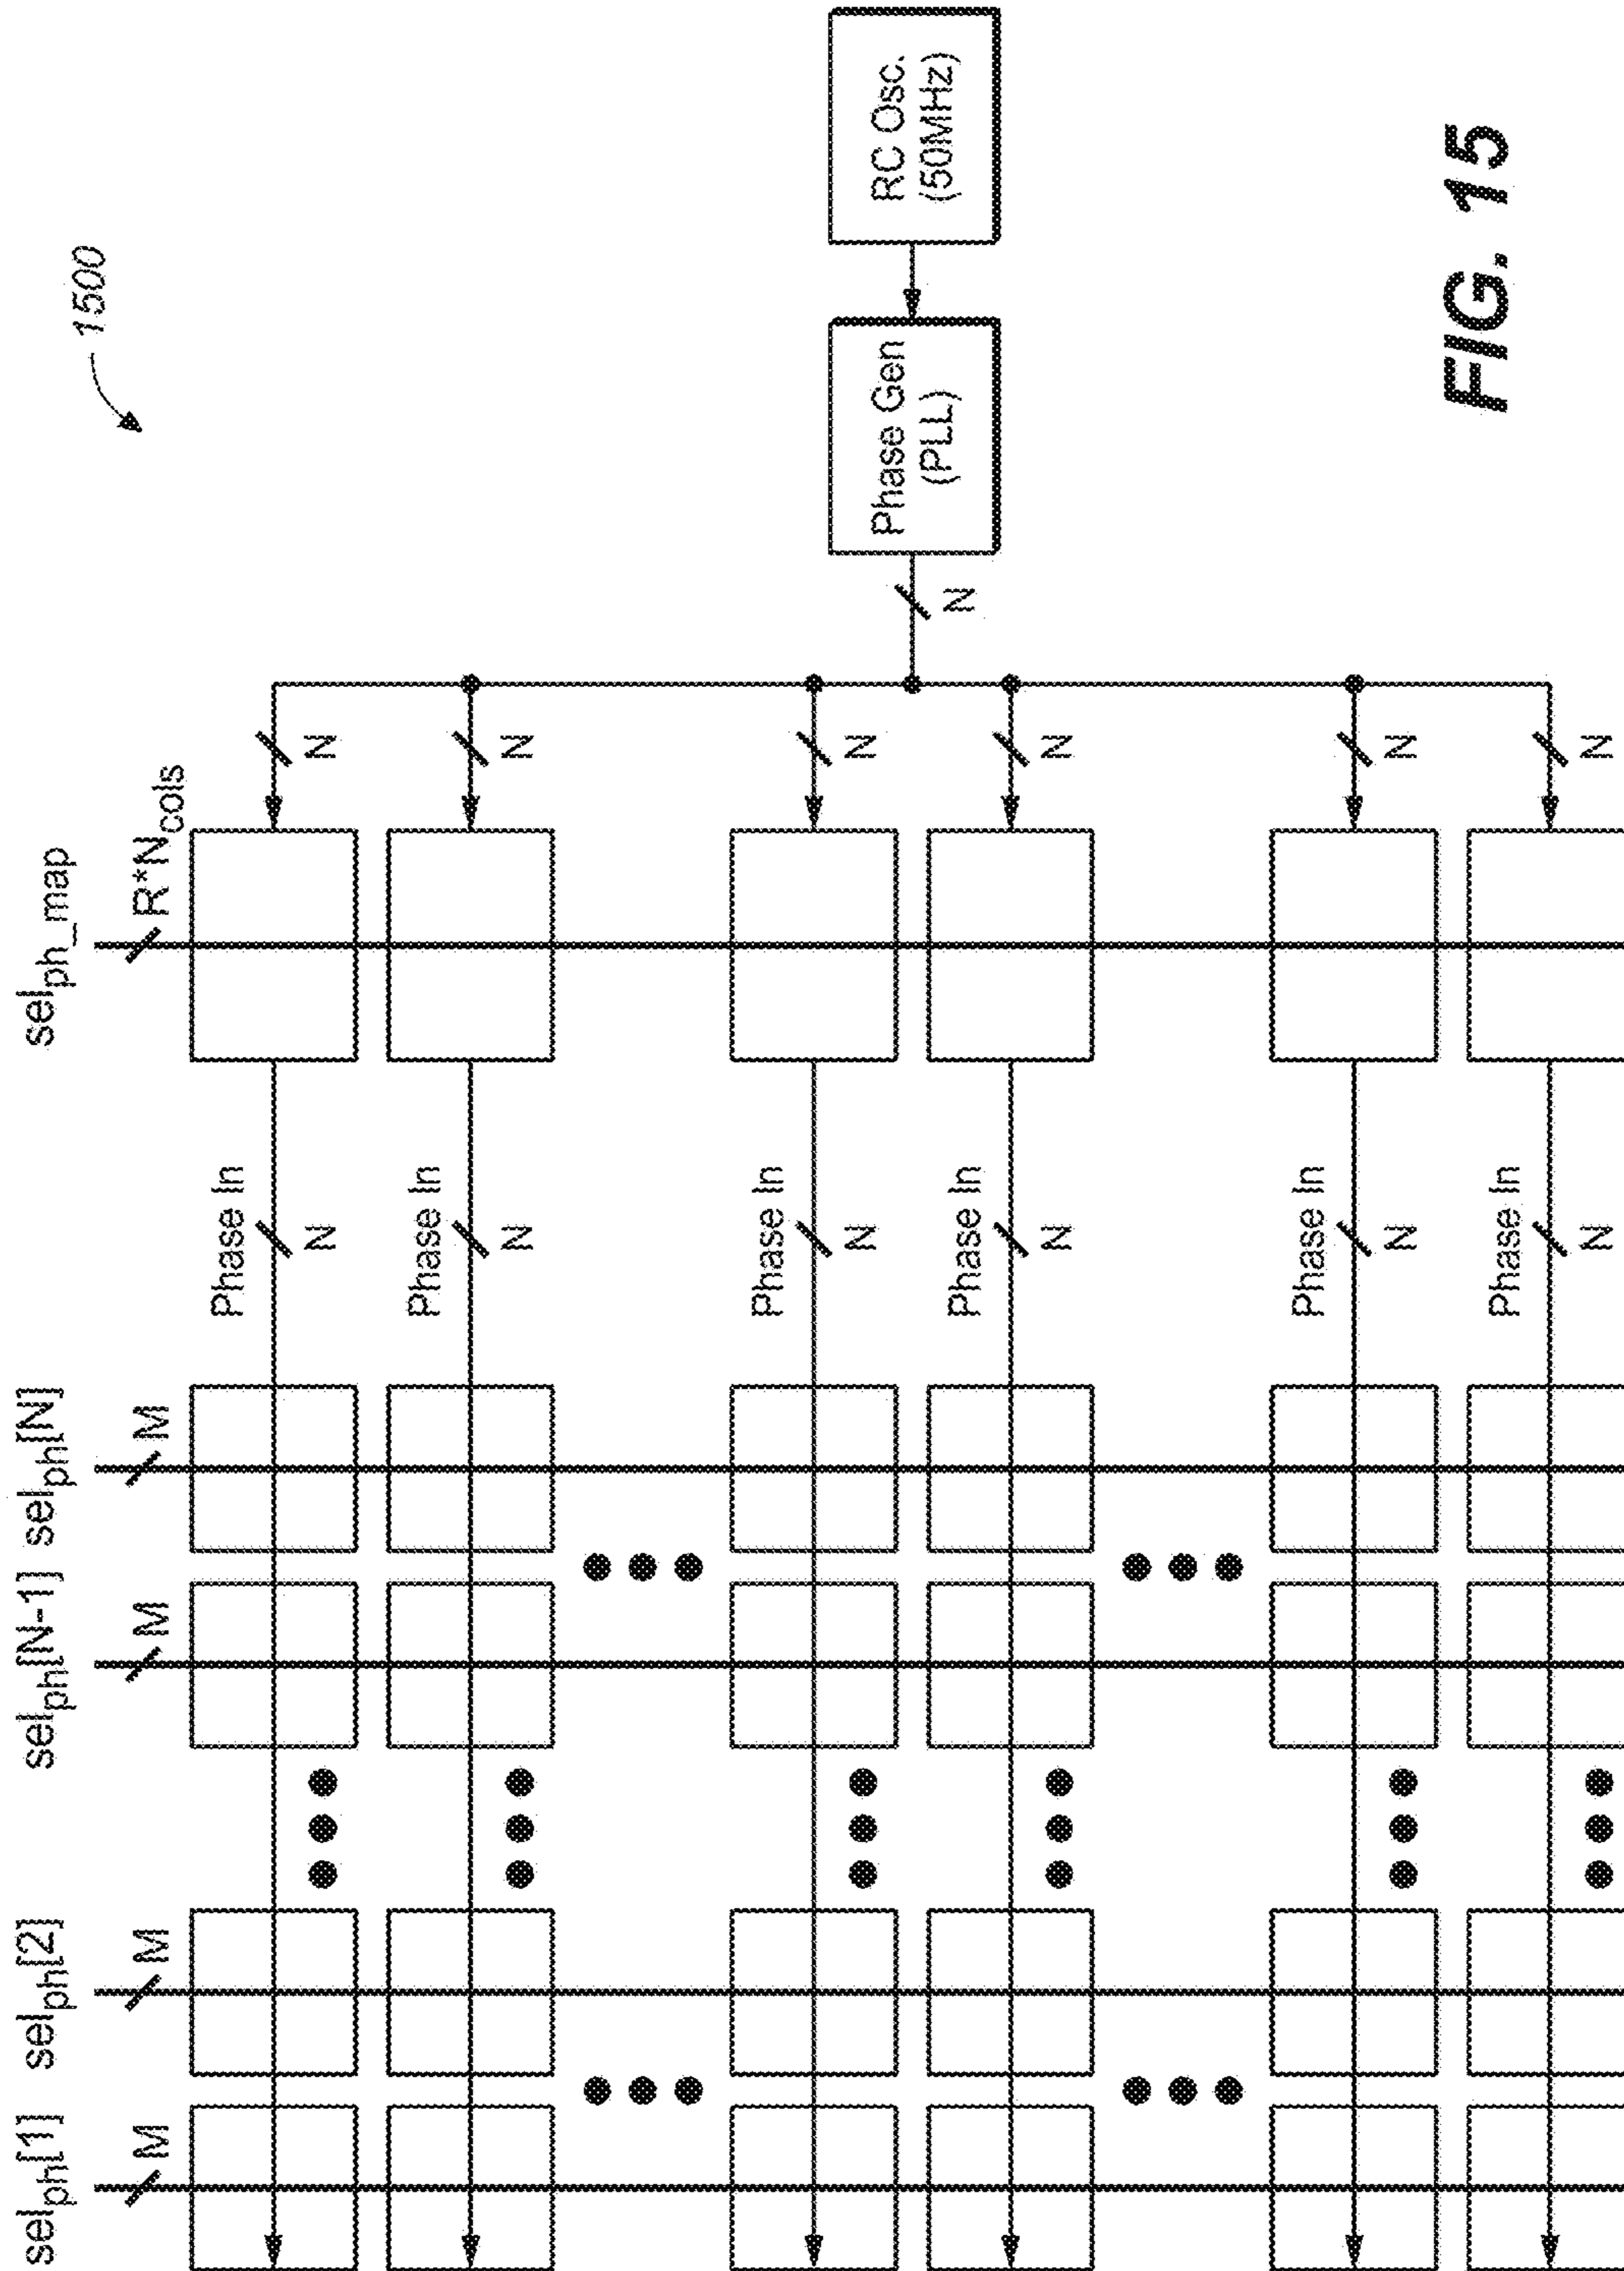 sel_ph[1] sel_ph[2] sel_ph[N-1] sel_ph[N] sel_ph_map
1500
M M M M R*N_cols
Phase In
N N
Phase In
N N
Phase In
N N
Phase Gen
(PLL)
RC Osc.
(50MHz)
N
Phase In
N N
Phase In
N N
Phase In
N N
FIG. 15